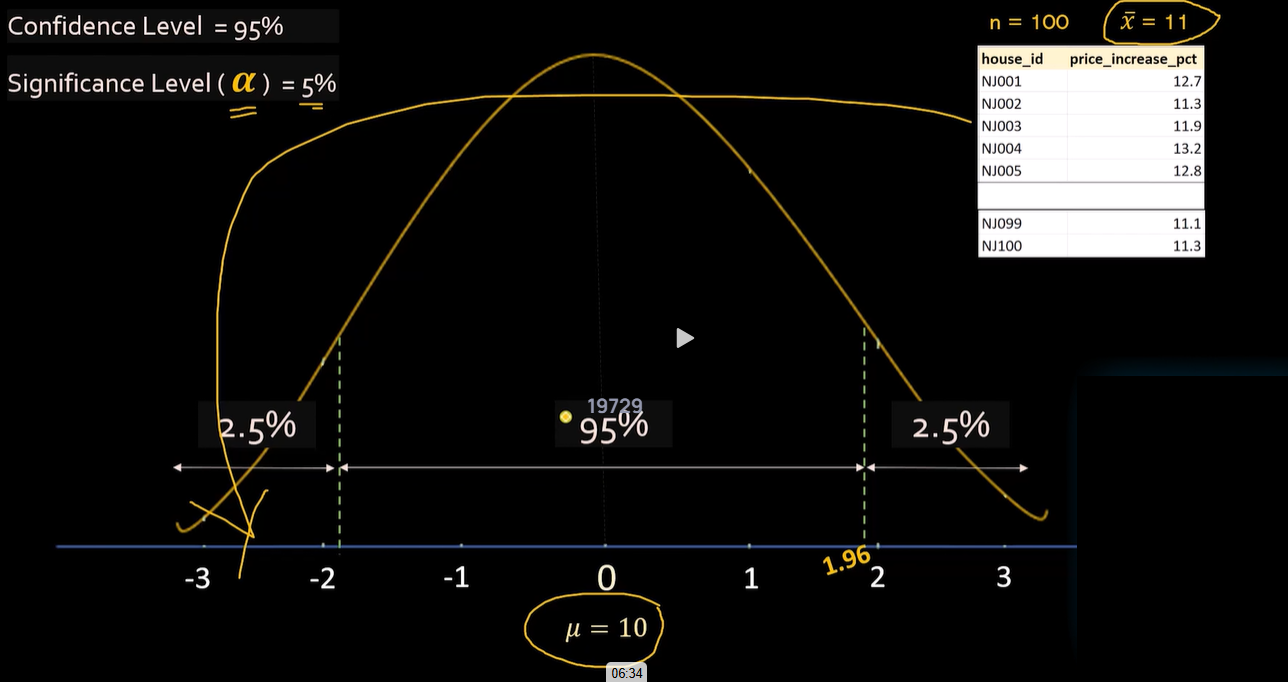 Confidence Level = 95%
Significance Level ( α ) = 5%
n = 100 x̄ = 11
house_id price_increase_pct
NJ001 12.7
NJ002 11.3
NJ003 11.9
NJ004 13.2
NJ005 12.8
NJ099 11.1
NJ100 11.3
19729
2.5% 95% 2.5%
1.96
-3 -2 -1 0 1 2 3
μ = 10
06:34